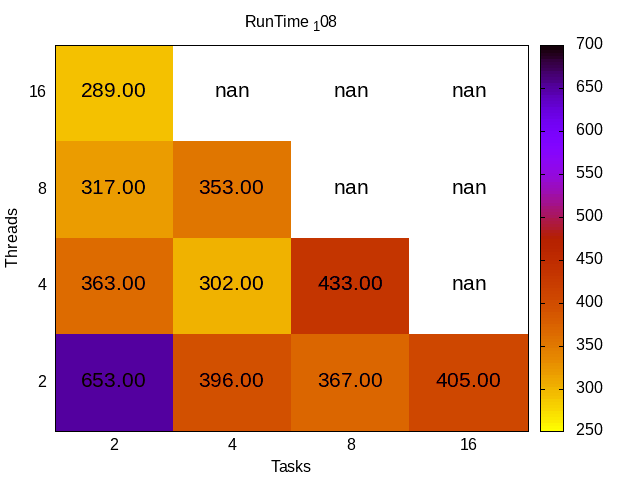 RunTime 108
16 289.00 nan nan nan
8 317.00 353.00 nan nan
4 363.00 302.00 433.00 nan
2 653.00 396.00 367.00 405.00
2 4 8 16
Tasks
Threads
700
650
600
550
500
450
400
350
300
250